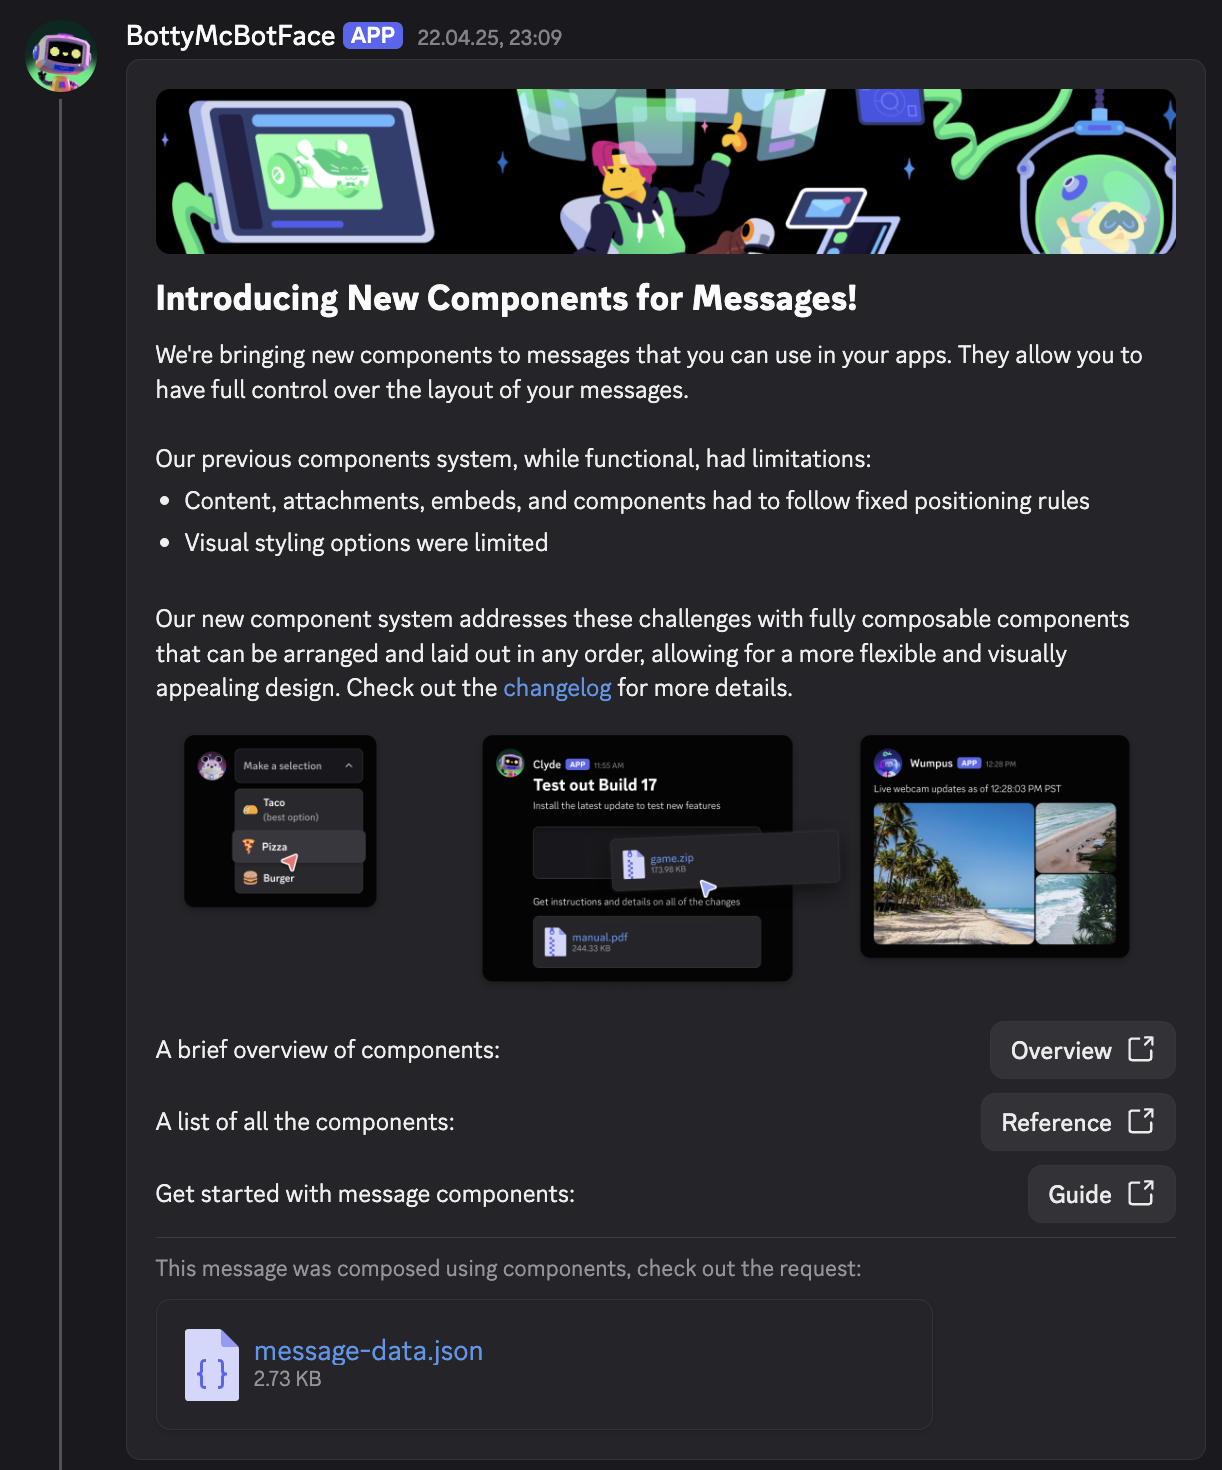 BottyMcBotFace APP 22.04.25, 23:09
Introducing New Components for Messages!
We're bringing new components to messages that you can use in your apps. They allow you to
have full control over the layout of your messages.
Our previous components system, while functional, had limitations:
• Content, attachments, embeds, and components had to follow fixed positioning rules
• Visual styling options were limited
Our new component system addresses these challenges with fully composable components
that can be arranged and laid out in any order, allowing for a more flexible and visually
appealing design. Check out the changelog for more details.
Make a selection
Taco
(best option)
Pizza
Burger
Clyde APP 11:55 AM
Test out Build 17
Install the latest update to test new features
game.zip
173.98 KB
Get instructions and details on all of the changes
manual.pdf
244.33 KB
Wumpus APP 12:28 PM
Live webcam updates as of 12:28:03 PM PST
A brief overview of components:
Overview
A list of all the components:
Reference
Get started with message components:
Guide
This message was composed using components, check out the request:
{ }
message-data.json
2.73 KB